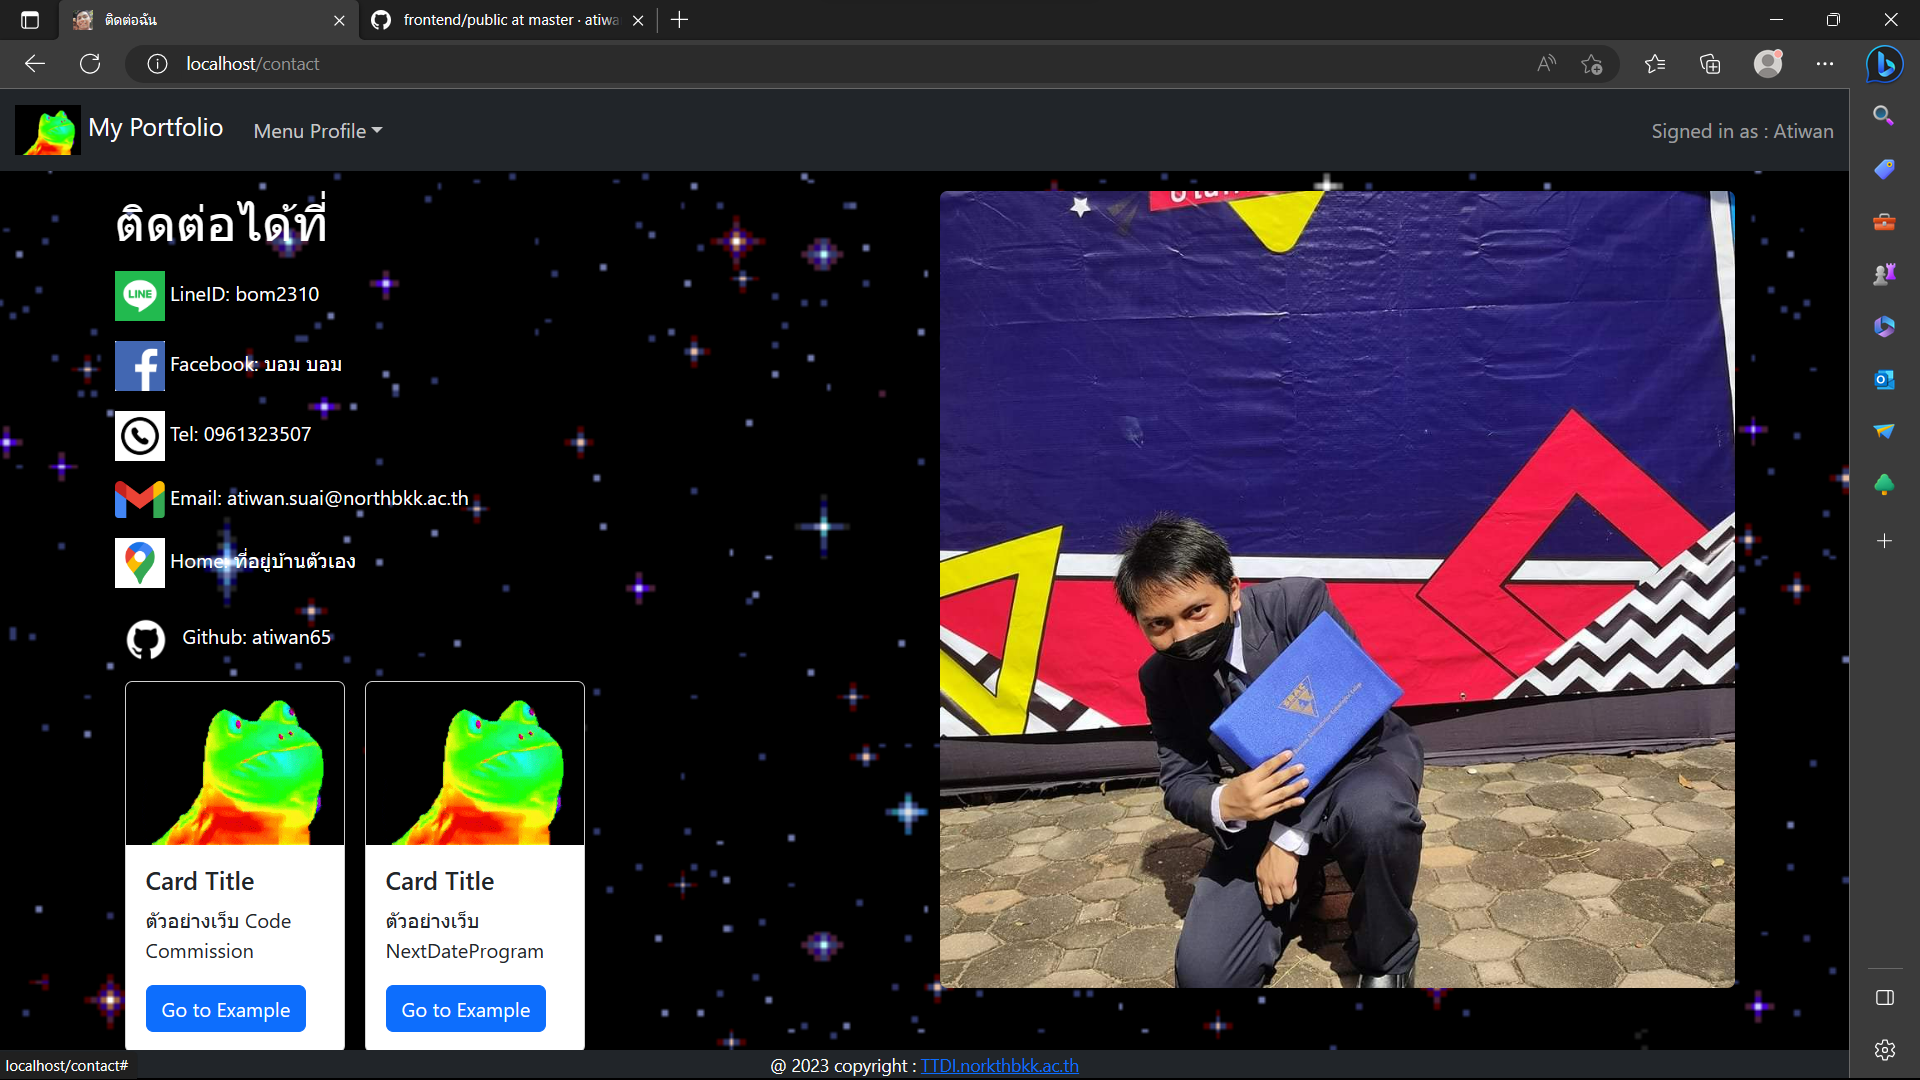 ติดต่อฉัน
frontend/public at master · atiwa
localhost/contact
My Portfolio
Menu Profile
Signed in as : Atiwan
ติดต่อได้ที่
LINE
LineID: bom2310
Facebook: บอม บอม
Tel: 0961323507
Email: atiwan.suai@northbkk.ac.th
Home: ที่อยู่บ้านตัวเอง
Github: atiwan65
Card Title
ตัวอย่างเว็บ Code
Commission
Go to Example
Card Title
ตัวอย่างเว็บ
NextDateProgram
Go to Example
localhost/contact#
@ 2023 copyright : TTDI.norkthbkk.ac.th